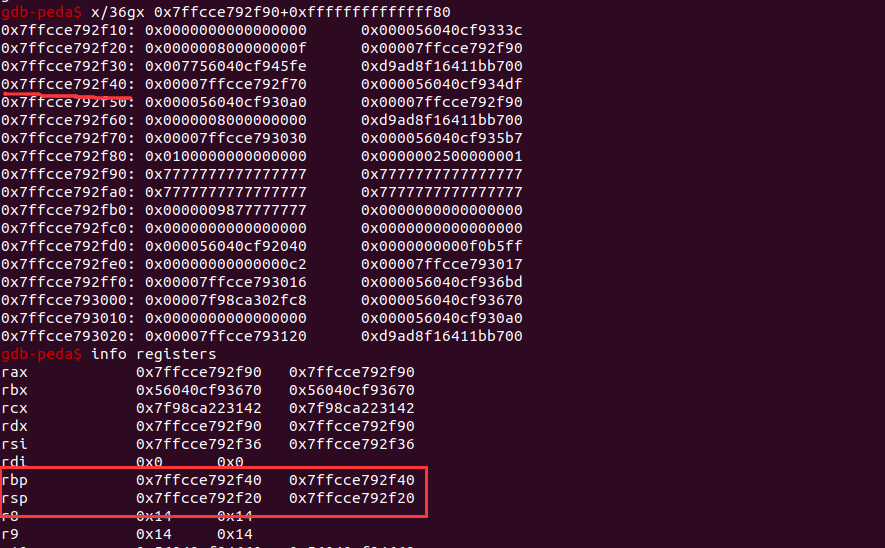 gdb-peda$ x/36gx 0x7ffcce792f90+0xffffffffffffff80
0x7ffcce792f10: 0x0000000000000000 0x000056040cf9333c
0x7ffcce792f20: 0x000000800000000f 0x00007ffcce792f90
0x7ffcce792f30: 0x007756040cf945fe 0xd9ad8f16411bb700
0x7ffcce792f40: 0x00007ffcce792f70 0x000056040cf934df
0x7ffcce792f50: 0x000056040cf930a0 0x00007ffcce792f90
0x7ffcce792f60: 0x0000008000000000 0xd9ad8f16411bb700
0x7ffcce792f70: 0x00007ffcce793030 0x000056040cf935b7
0x7ffcce792f80: 0x0100000000000000 0x0000002500000001
0x7ffcce792f90: 0x7777777777777777 0x7777777777777777
0x7ffcce792fa0: 0x7777777777777777 0x7777777777777777
0x7ffcce792fb0: 0x0000009877777777 0x0000000000000000
0x7ffcce792fc0: 0x0000000000000000 0x0000000000000000
0x7ffcce792fd0: 0x000056040cf92040 0x0000000000f0b5ff
0x7ffcce792fe0: 0x00000000000000c2 0x00007ffcce793017
0x7ffcce792ff0: 0x00007ffcce793016 0x000056040cf936bd
0x7ffcce793000: 0x00007f98ca302fc8 0x000056040cf93670
0x7ffcce793010: 0x0000000000000000 0x000056040cf930a0
0x7ffcce793020: 0x00007ffcce793120 0xd9ad8f16411bb700
gdb-peda$ info registers
rax 0x7ffcce792f90 0x7ffcce792f90
rbx 0x56040cf93670 0x56040cf93670
rcx 0x7f98ca223142 0x7f98ca223142
rdx 0x7ffcce792f90 0x7ffcce792f90
rsi 0x7ffcce792f36 0x7ffcce792f36
rdi 0x0 0x0
rbp 0x7ffcce792f40 0x7ffcce792f40
rsp 0x7ffcce792f20 0x7ffcce792f20
r8 0x14 0x14
r9 0x14 0x14